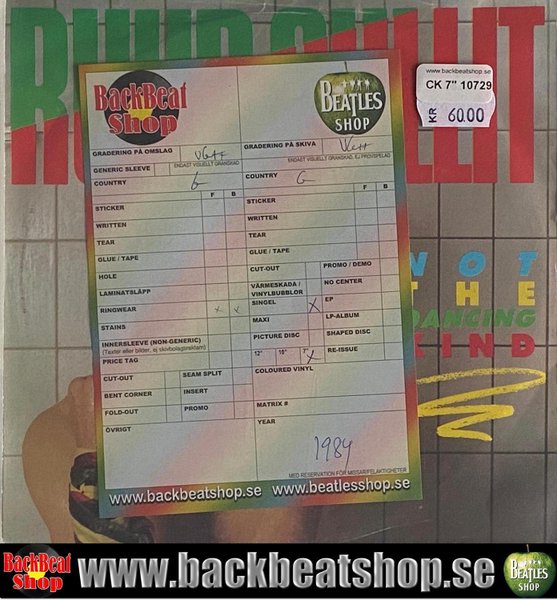 RUUD GULLIT
www.backbeatshop.se
CK 7" 10729
KR 60.00
BackBeat
Shop
BEATLES
SHOP
GRADERING PÅ OMSLAG
ENDAST VISUELLT GRANSKAD
GENERIC SLEEVE
COUNTRY G
F B
STICKER
WRITTEN
TEAR
GLUE / TAPE
HOLE
LAMINATSLÄPP
RINGWEAR x x
STAINS
INNERSLEEVE (NON-GENERIC)
(Texter eller bilder, ej skivbolagsreklam)
PRICE TAG
CUT-OUT SEAM SPLIT
BENT CORNER INSERT
FOLD-OUT PROMO
ÖVRIGT
GRADERING PÅ SKIVA
ENDAST VISUELLT GRANSKAD, EJ PROVSPELAD
COUNTRY G
F B
STICKER
WRITTEN
TEAR
GLUE / TAPE
CUT-OUT PROMO / DEMO
VÄRMESKADA / NO CENTER
VINYLBUBBLOR
SINGEL X EP
MAXI LP-ALBUM
PICTURE DISC SHAPED DISC
12" 10" 7" X RE-ISSUE
COLOURED VINYL
MATRIX #
YEAR
1984
MED RESERVATION FÖR MISSAR/FELAKTIGHETER
www.backbeatshop.se www.beatlesshop.se
NOT
THE
DANCING
KIND
BackBeat
Shop
www.backbeatshop.se
BEATLES
SHOP